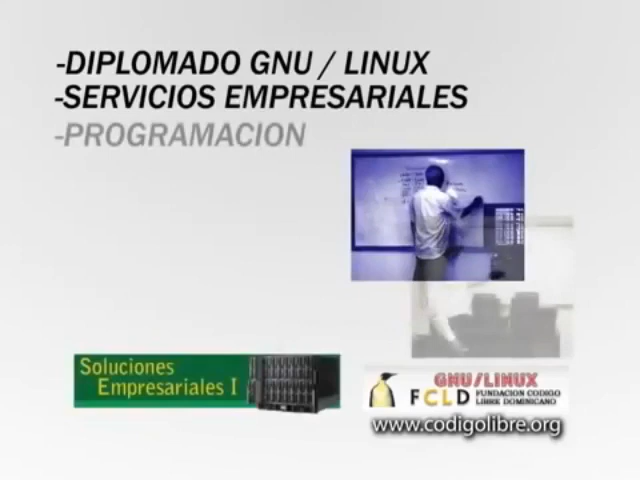 -DIPLOMADO GNU / LINUX
-SERVICIOS EMPRESARIALES
-PROGRAMACION
Soluciones
Empresariales I
GNU/LINUX
FCLD FUNDACION CODIGO
LIBRE DOMINICANO
www.codigolibre.org